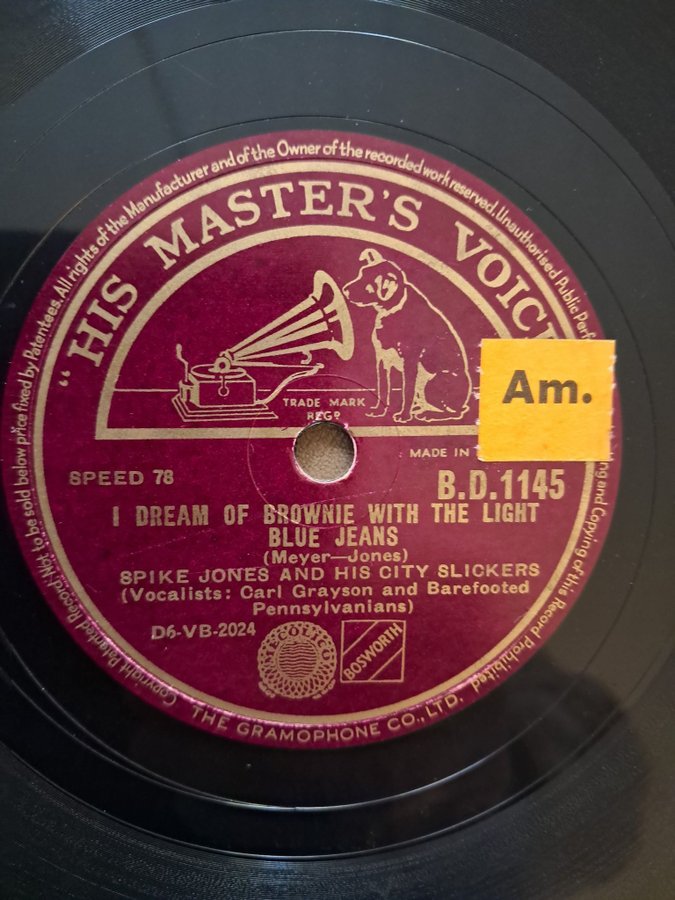 Copyright. Patented Record Not to be sold below price fixed by Patentees. All rights of the Manufacturer and of the Owner of the recorded work reserved. Unauthorised Public
and Copying of this Record Prohibited.
"HIS MASTER'S
Am.
TRADE MARK
REGD
MADE IN
SPEED 78
B.D.1145
I DREAM OF BROWNIE WITH THE LIGHT
BLUE JEANS
(Meyer—Jones)
SPIKE JONES AND HIS CITY SLICKERS
(Vocalists: Carl Grayson and Barefooted
Pennsylvanians)
D6-VB-2024
BOSWORTH
THE GRAMOPHONE CO., LTD.